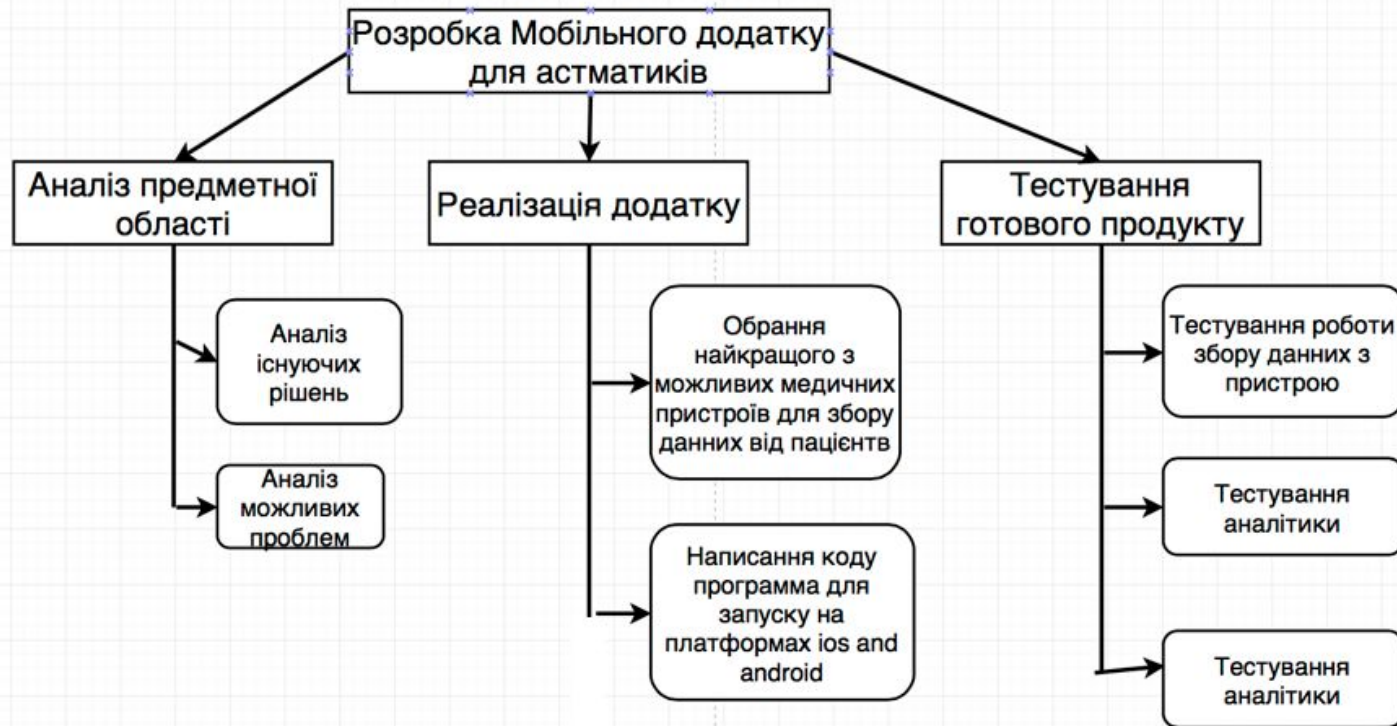 Розробка Мобільного додатку
для астматиків
Аналіз предметної
області
Реалізація додатку
Тестування
готового продукту
Аналіз
існуючих
рішень
Аналіз
можливих
проблем
Обрання
найкращого з
можливих медичних
пристроїв для збору
данних від пацієнтв
Написання коду
программа для
запуску на
платформах ios and
android
Тестування роботи
збору данних з
пристрою
Тестування
аналітики
Тестування
аналітики